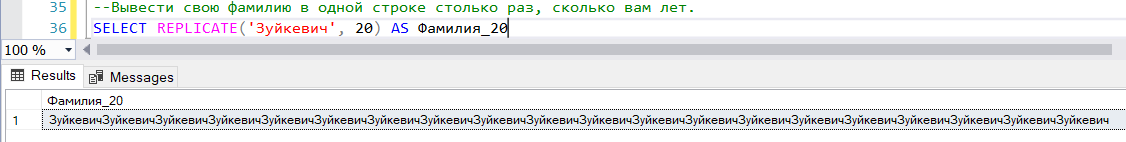 35 --Вывести свою фамилию в одной строке столько раз, сколько вам лет.
36 SELECT REPLICATE('Зуйкевич', 20) AS Фамилия_20
100 %
Results Messages
Фамилия_20
1 ЗуйкевичЗуйкевичЗуйкевичЗуйкевичЗуйкевичЗуйкевичЗуйкевичЗуйкевичЗуйкевичЗуйкевичЗуйкевичЗуйкевичЗуйкевичЗуйкевичЗуйкевичЗуйкевичЗуйкевичЗуйкевичЗуйкевичЗуйкевич